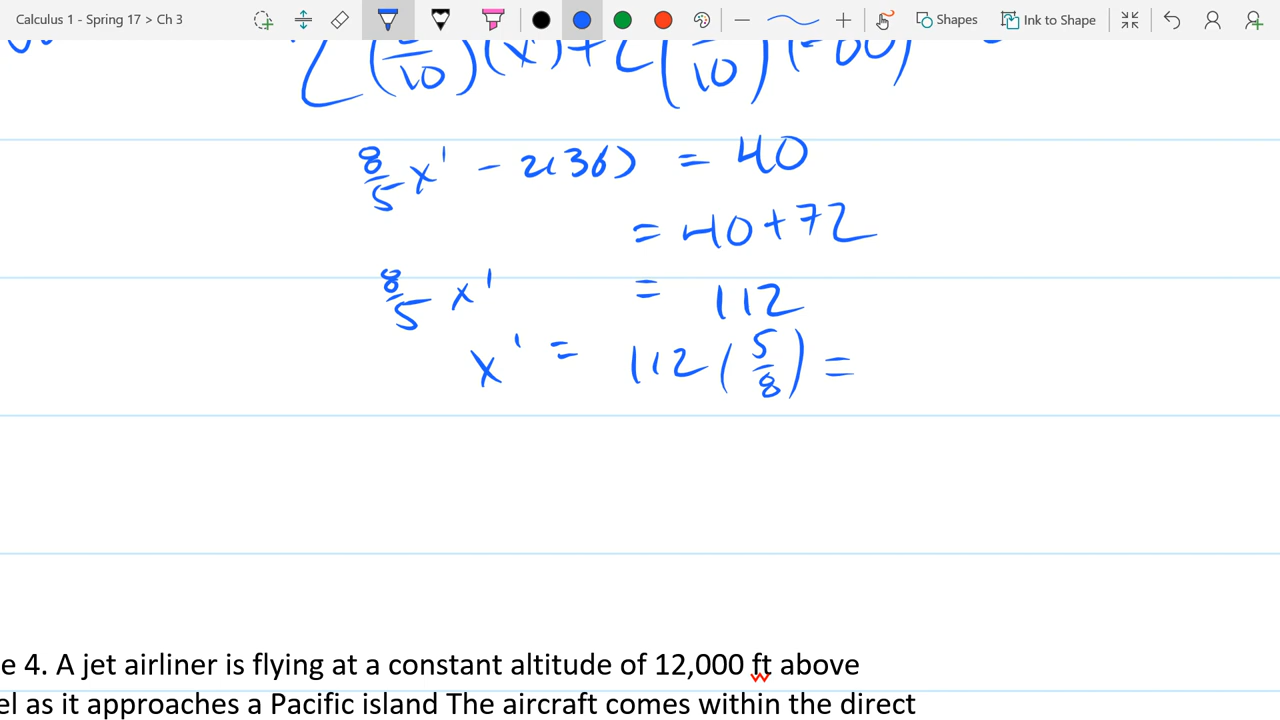 Calculus 1 - Spring 17 > Ch 3 Shapes Ink to Shape
8/5 x' - 2(36) = 40
= 40 + 72
8/5 x' = 112
x' = 112 (5/8) =
e 4. A jet airliner is flying at a constant altitude of 12,000 ft above
el as it approaches a Pacific island The aircraft comes within the direct